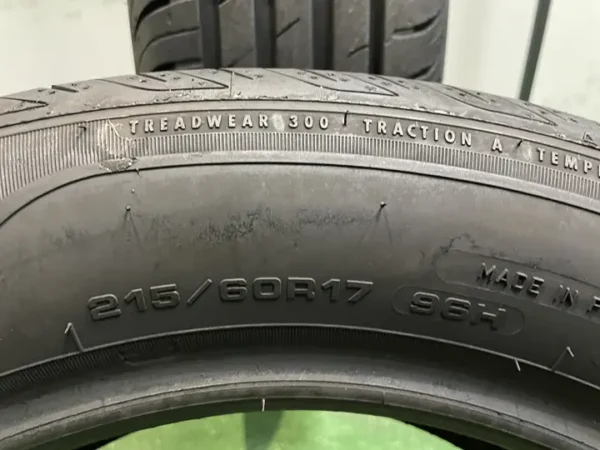 TREADWEAR 300 / TRACTION A
215/60R17 96H
MADE IN